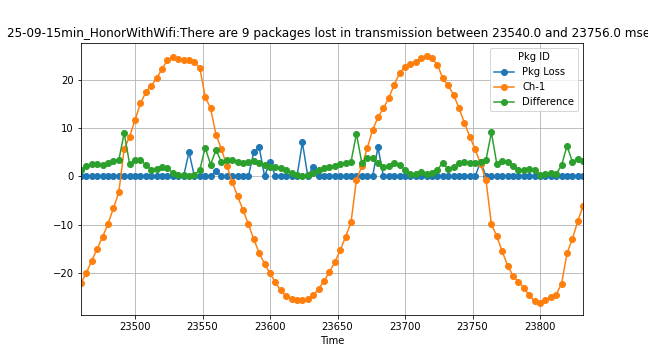 25-09-15min_HonorWithWifi:There are 9 packages lost in transmission between 23540.0 and 23756.0 mse
Pkg ID
Pkg Loss
Ch-1
Difference
20
10
0
−10
−20
23500
23550
23600
23650
23700
23750
23800
Time